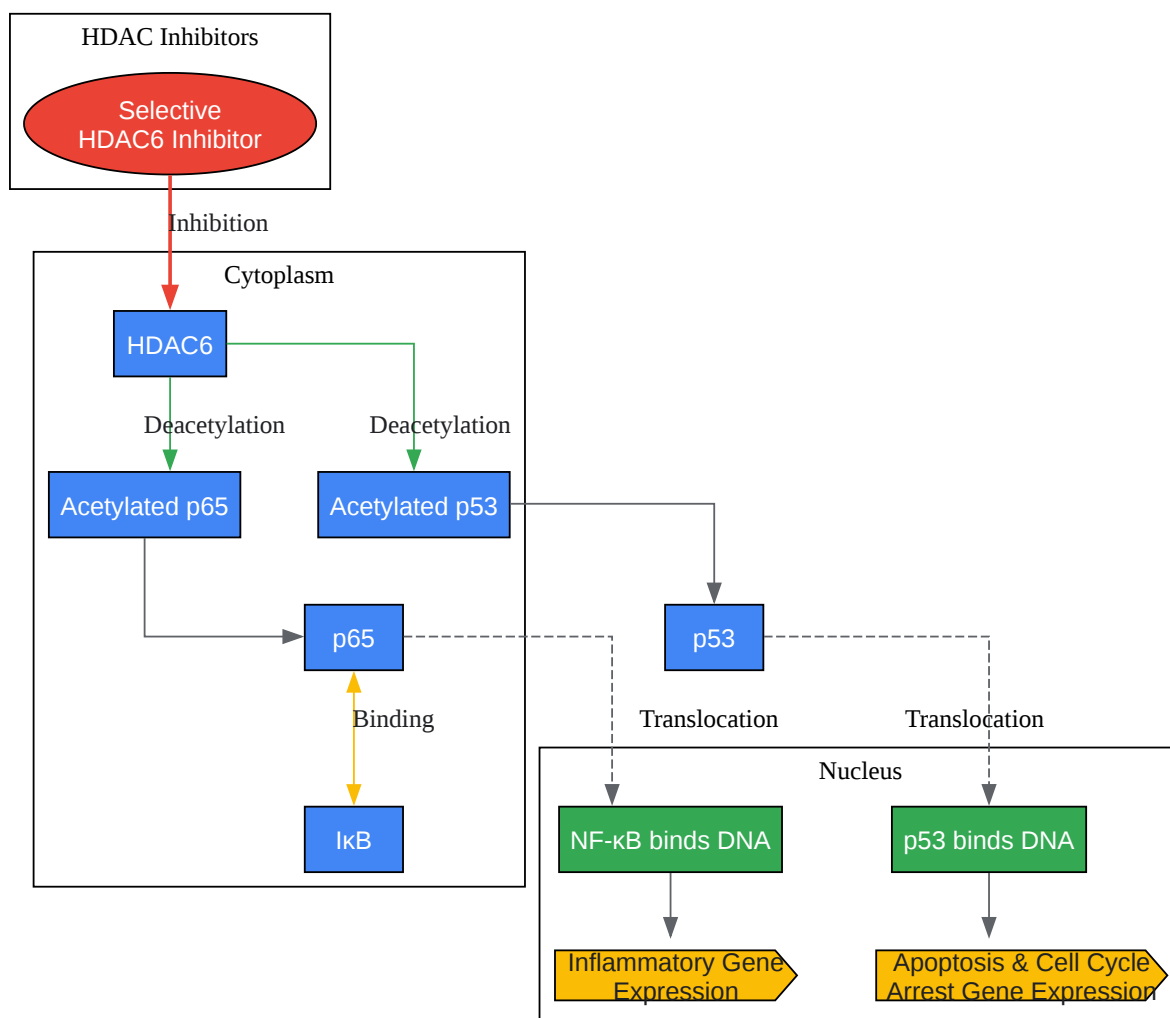 HDAC Inhibitors
Selective
HDAC6 Inhibitor
Inhibition
Cytoplasm
HDAC6
Deacetylation
Deacetylation
Acetylated p65
Acetylated p53
p65
p53
Binding
Translocation
Translocation
Nucleus
IκB
NF-κB binds DNA
p53 binds DNA
Inflammatory Gene
Expression
Apoptosis & Cell Cycle
Arrest Gene Expression